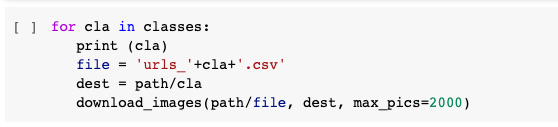 [ ] for cla in classes:
print (cla)
file = 'urls_'+cla+'.csv'
dest = path/cla
download_images(path/file, dest, max_pics=2000)